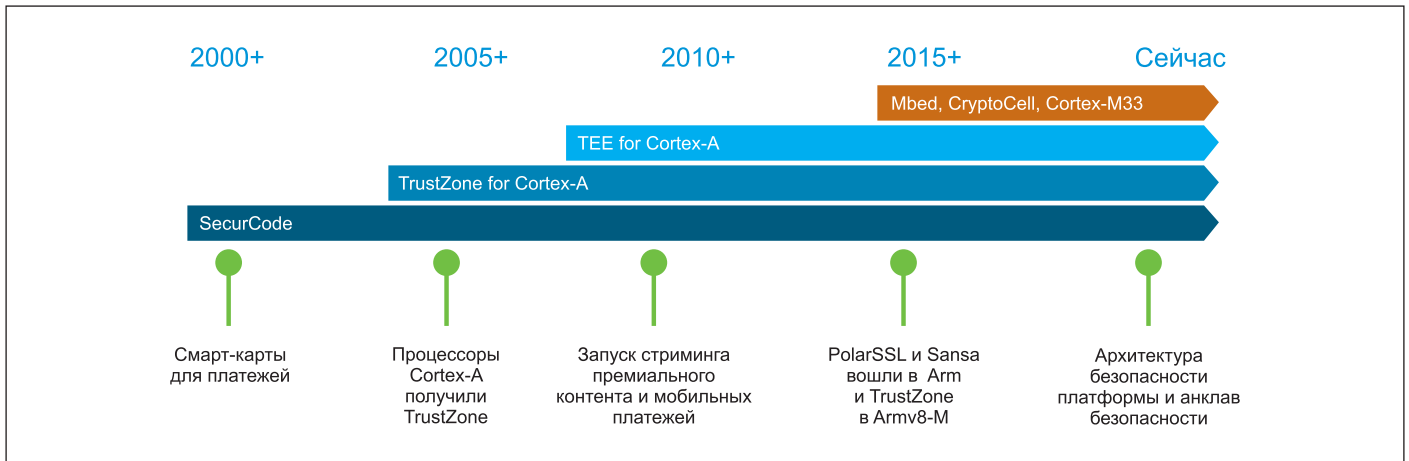 2000+ 2005+ 2010+ 2015+ Сейчас
Mbed, CryptoCell, Cortex-M33
TEE for Cortex-A
TrustZone for Cortex-A
SecurCode
Смарт-карты
для платежей
Процессоры
Cortex-A
получили
TrustZone
Запуск стриминга
премиального
контента и мобильных
платежей
PolarSSL и Sansa
вошли в Arm
и TrustZone
в Armv8-M
Архитектура
безопасности
платформы и анклав
безопасности